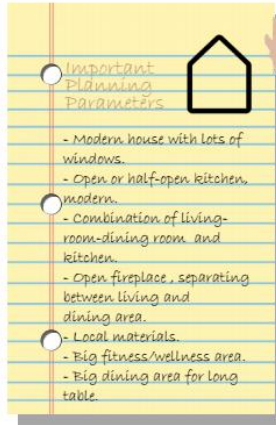 Important
Planning
Parameters
- Modern house with lots of
windows.
- Open or half-open kitchen,
modern.
- Combination of living-
room-dining room and
kitchen.
- Open fireplace , separating
between living and
dining area.
- Local materials.
- Big fitness/wellness area.
- Big dining area for long
table.